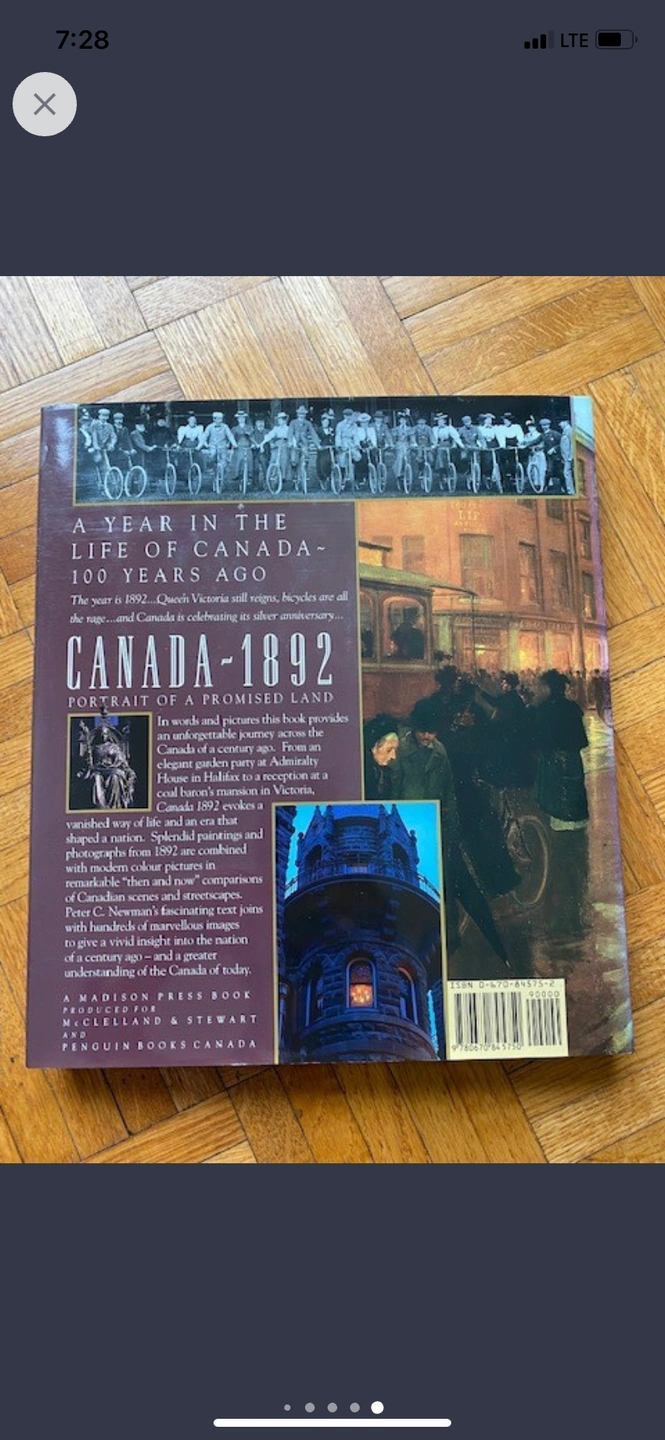 7:28
LTE
A YEAR IN THE
LIFE OF CANADA~
100 YEARS AGO
The year is 1892...Queen Victoria still reigns, bicycles are all
the rage...and Canada is celebrating its silver anniversary...
CANADA~1892
PORTRAIT OF A PROMISED LAND
In words and pictures this book provides
an unforgettable journey across the
Canada of a century ago. From an
elegant garden party at Admiralty
House in Halifax to a reception at a
coal baron's mansion in Victoria,
Canada 1892 evokes a
vanished way of life and an era that
shaped a nation. Splendid paintings and
photographs from 1892 are combined
with modern colour pictures in
remarkable "then and now" comparisons
of Canadian scenes and streetscapes.
Peter C. Newman's fascinating text joins
with hundreds of marvellous images
to give a vivid insight into the nation
of a century ago – and a greater
understanding of the Canada of today.
A MADISON PRESS BOOK
PRODUCED FOR
McCLELLAND & STEWART
AND
PENGUIN BOOKS CANADA
ISBN 0-670-84575-2
90000
9780670845750